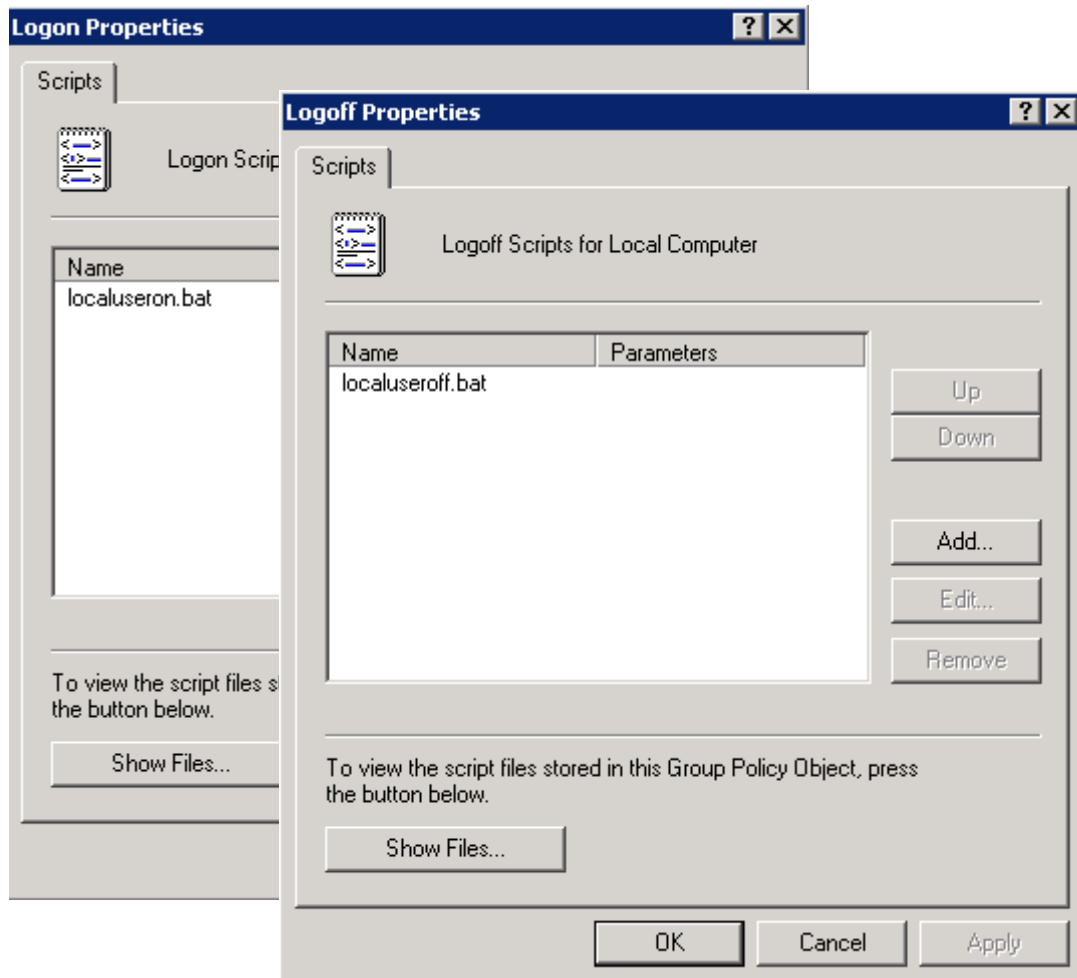 Logon Properties
Scripts
Logon Scrip
Name
localuseron.bat
To view the script files s
the button below.
Show Files...
Logoff Properties
Scripts
Logoff Scripts for Local Computer
Name Parameters
localuseroff.bat
Up
Down
Add...
Edit...
Remove
To view the script files stored in this Group Policy Object, press
the button below.
Show Files...
OK Cancel Apply